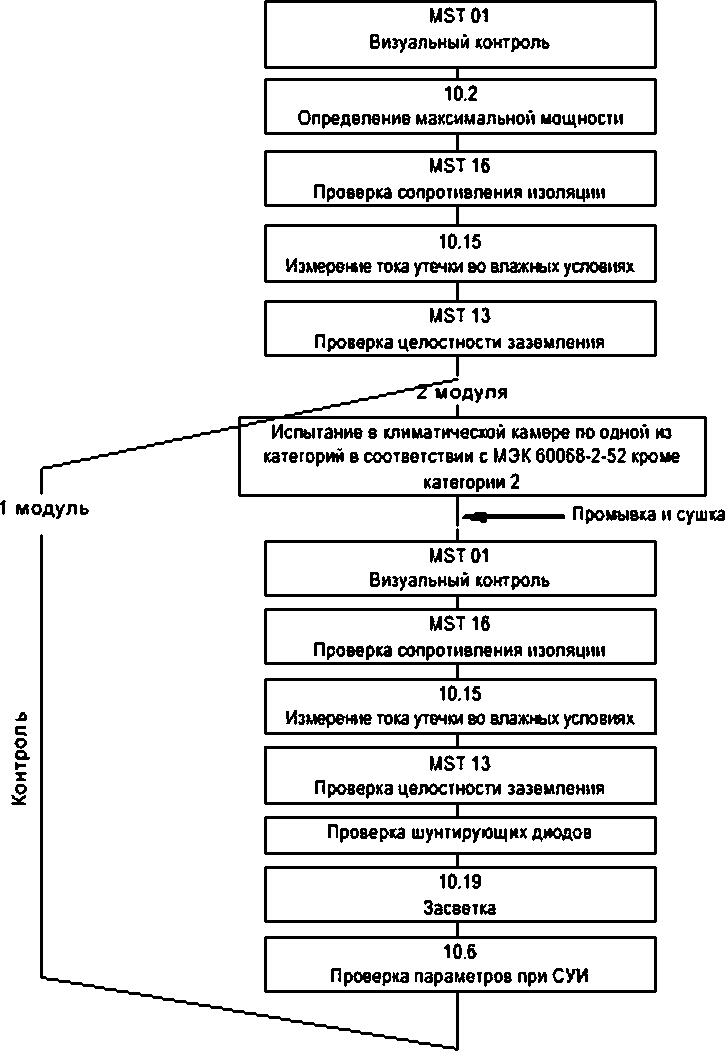 MST 01
Визуальный контроль
10.2
Определение максимальной мощности
MST 16
Проверка сопротивления изоляции
10.15
Измерение тока утечки во влажных условиях
MST 13
Проверка целостности заземления
2 модуля
Испытание в климатической камере по одной из
категорий в соответствии с МЭК 60068-2-52 кроме
категории 2
1 модуль
Промывка и сушка
MST 01
Визуальный контроль
MST 16
Проверка сопротивления изоляции
10.15
Измерение тока утечки во влажных условиях
MST 13
Проверка целостности заземления
Контроль
Проверка шунтирующих диодов
10.19
Засветка
10.6
Проверка параметров при СУИ